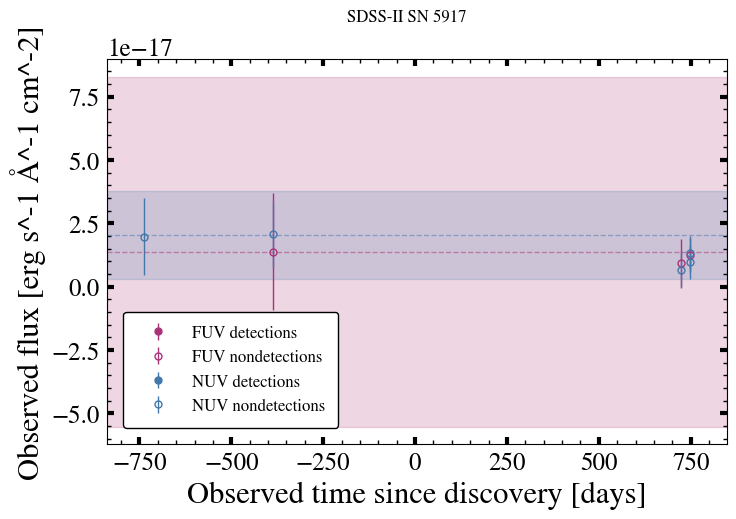 SDSS-II SN 5917
1e−17
Observed flux [erg s^-1 Å^-1 cm^-2]
7.5
5.0
2.5
0.0
−2.5
−5.0
FUV detections
FUV nondetections
NUV detections
NUV nondetections
−750 −500 −250 0 250 500 750
Observed time since discovery [days]